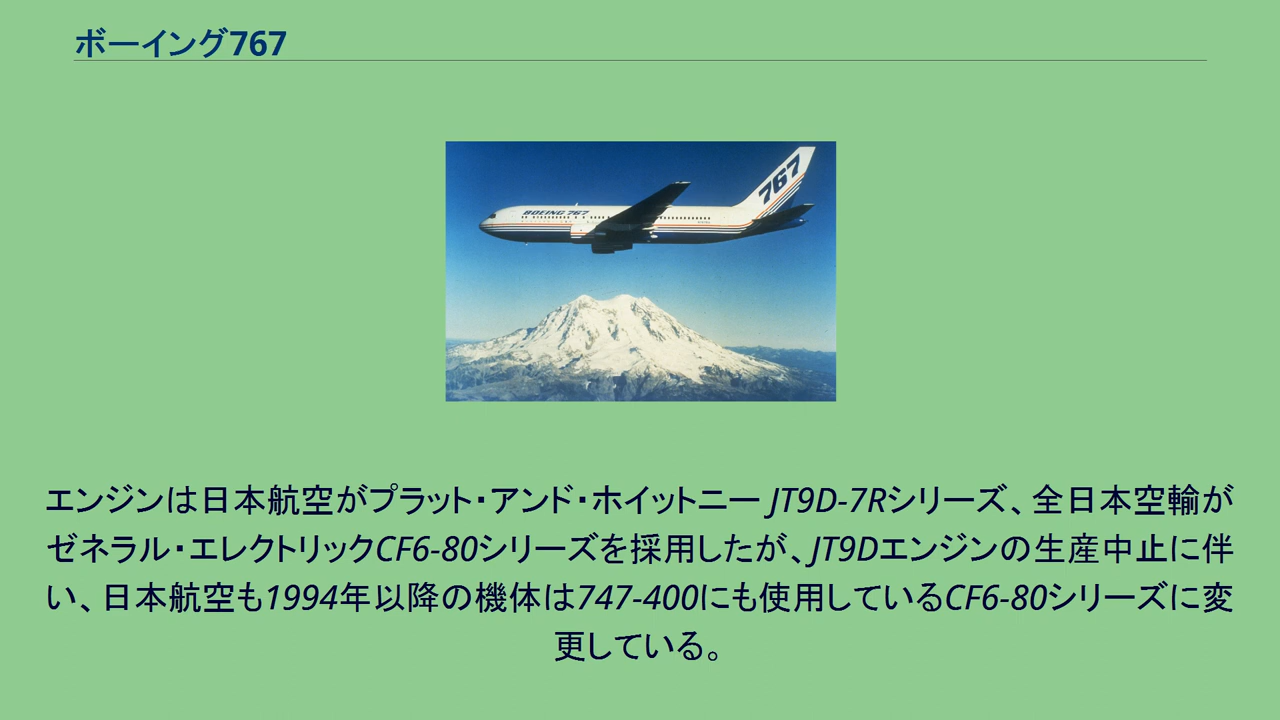 ボーイング767
BOEING 767
767
エンジンは日本航空がプラット・アンド・ホイットニー JT9D-7Rシリーズ、全日本空輸が
ゼネラル・エレクトリックCF6-80シリーズを採用したが、JT9Dエンジンの生産中止に伴
い、日本航空も1994年以降の機体は747-400にも使用しているCF6-80シリーズに変
更している。